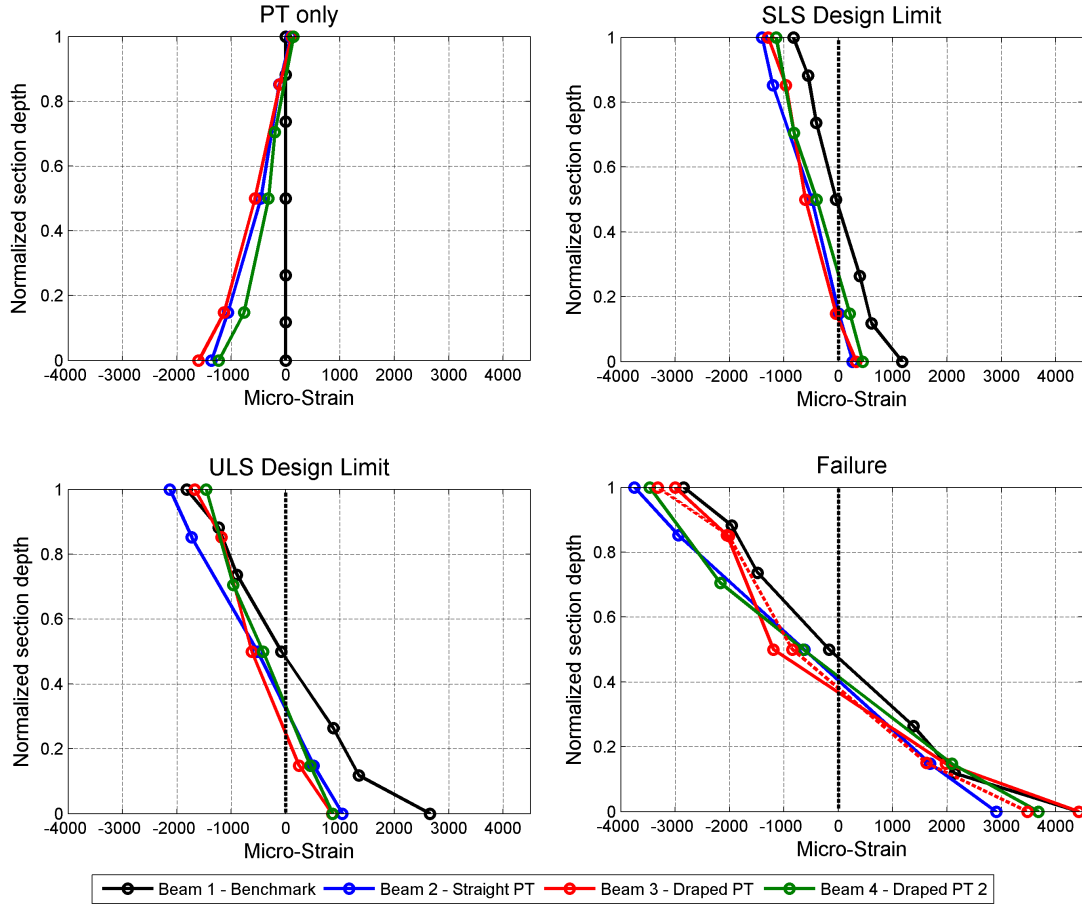 PT only
Normalized section depth
1
0.8
0.6
0.4
0.2
0
-4000 -3000 -2000 -1000 0 1000 2000 3000 4000
Micro-Strain
SLS Design Limit
Normalized section depth
1
0.8
0.6
0.4
0.2
0
-4000 -3000 -2000 -1000 0 1000 2000 3000 4000
Micro-Strain
ULS Design Limit
Normalized section depth
1
0.8
0.6
0.4
0.2
0
-4000 -3000 -2000 -1000 0 1000 2000 3000 4000
Micro-Strain
Failure
Normalized section depth
1
0.8
0.6
0.4
0.2
0
-4000 -3000 -2000 -1000 0 1000 2000 3000 4000
Micro-Strain
Beam 1 - Benchmark Beam 2 - Straight PT Beam 3 - Draped PT Beam 4 - Draped PT 2